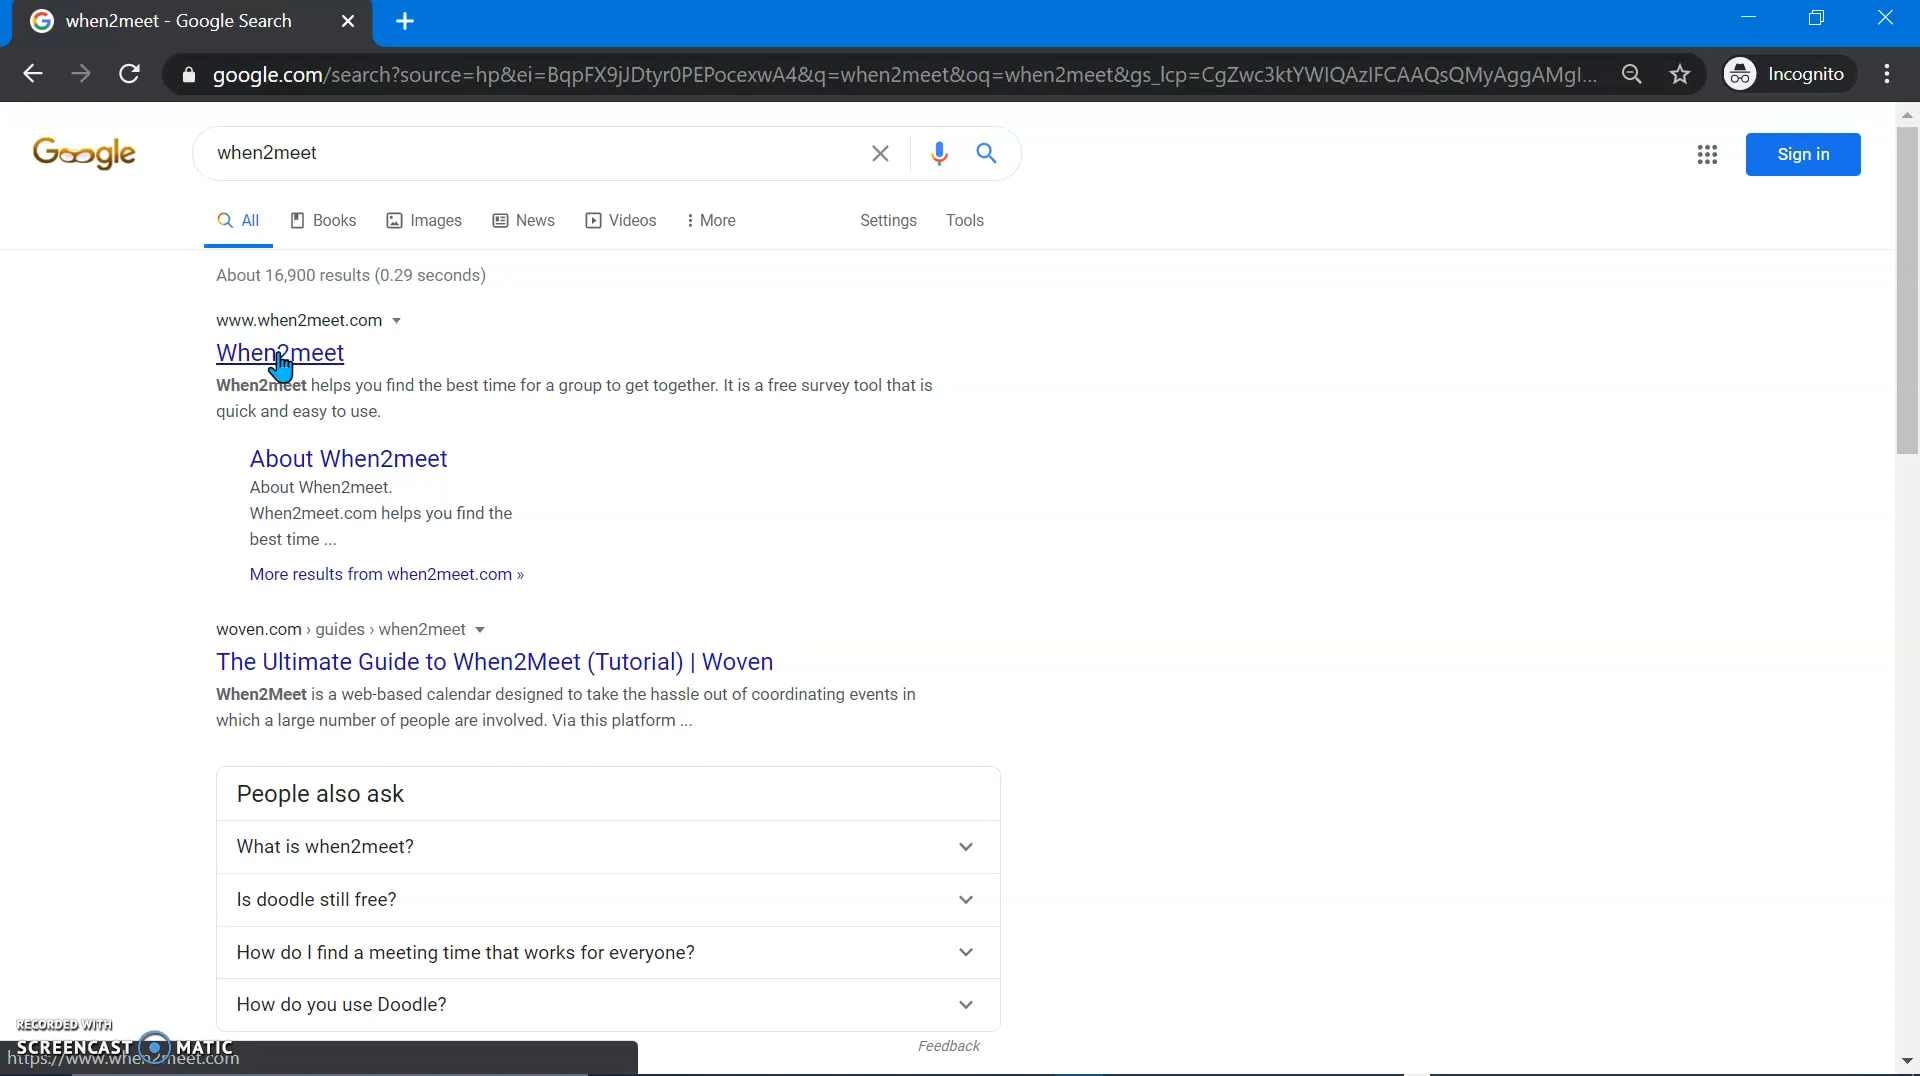 when2meet - Google Search
google.com/search?source=hp&ei=BqpFX9jJDtyr0PEPocexwA4&q=when2meet&oq=when2meet&gs_lcp=CgZwc3ktYWIQAzIFCAAQsQMyAggAMgI...
Incognito
Google
when2meet
Sign in
All
Books
Images
News
Videos
More
Settings
Tools
About 16,900 results (0.29 seconds)
www.when2meet.com
When2meet
When2meet helps you find the best time for a group to get together. It is a free survey tool that is
quick and easy to use.
About When2meet
About When2meet.
When2meet.com helps you find the
best time ...
More results from when2meet.com »
woven.com › guides › when2meet
The Ultimate Guide to When2Meet (Tutorial) | Woven
When2Meet is a web-based calendar designed to take the hassle out of coordinating events in
which a large number of people are involved. Via this platform ...
People also ask
What is when2meet?
Is doodle still free?
How do I find a meeting time that works for everyone?
How do you use Doodle?
Feedback
RECORDED WITH
SCREENCAST MATIC
https://www.when2meet.com